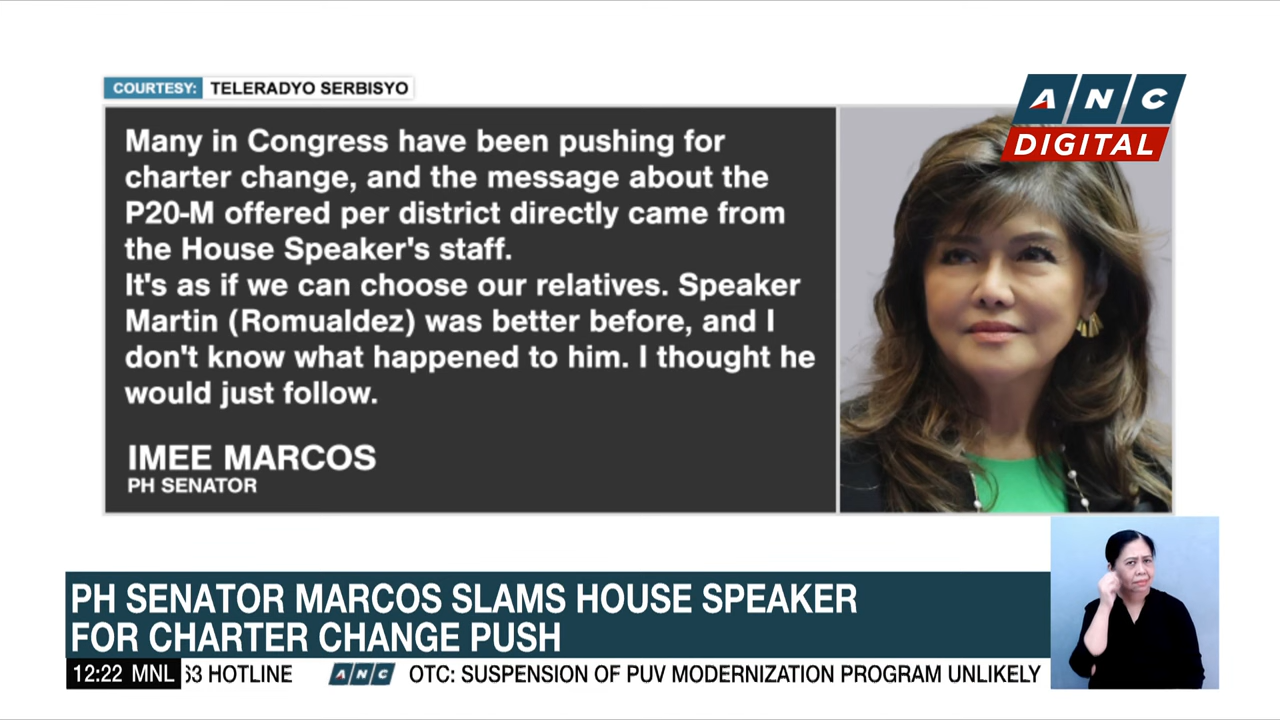 COURTESY: TELERADYO SERBISYO
ANC
DIGITAL
Many in Congress have been pushing for
charter change, and the message about the
P20-M offered per district directly came from
the House Speaker's staff.
It's as if we can choose our relatives. Speaker
Martin (Romualdez) was better before, and I
don't know what happened to him. I thought he
would just follow.
IMEE MARCOS
PH SENATOR
PH SENATOR MARCOS SLAMS HOUSE SPEAKER
FOR CHARTER CHANGE PUSH
12:22 MNL 63 HOTLINE ANC OTC: SUSPENSION OF PUV MODERNIZATION PROGRAM UNLIKELY